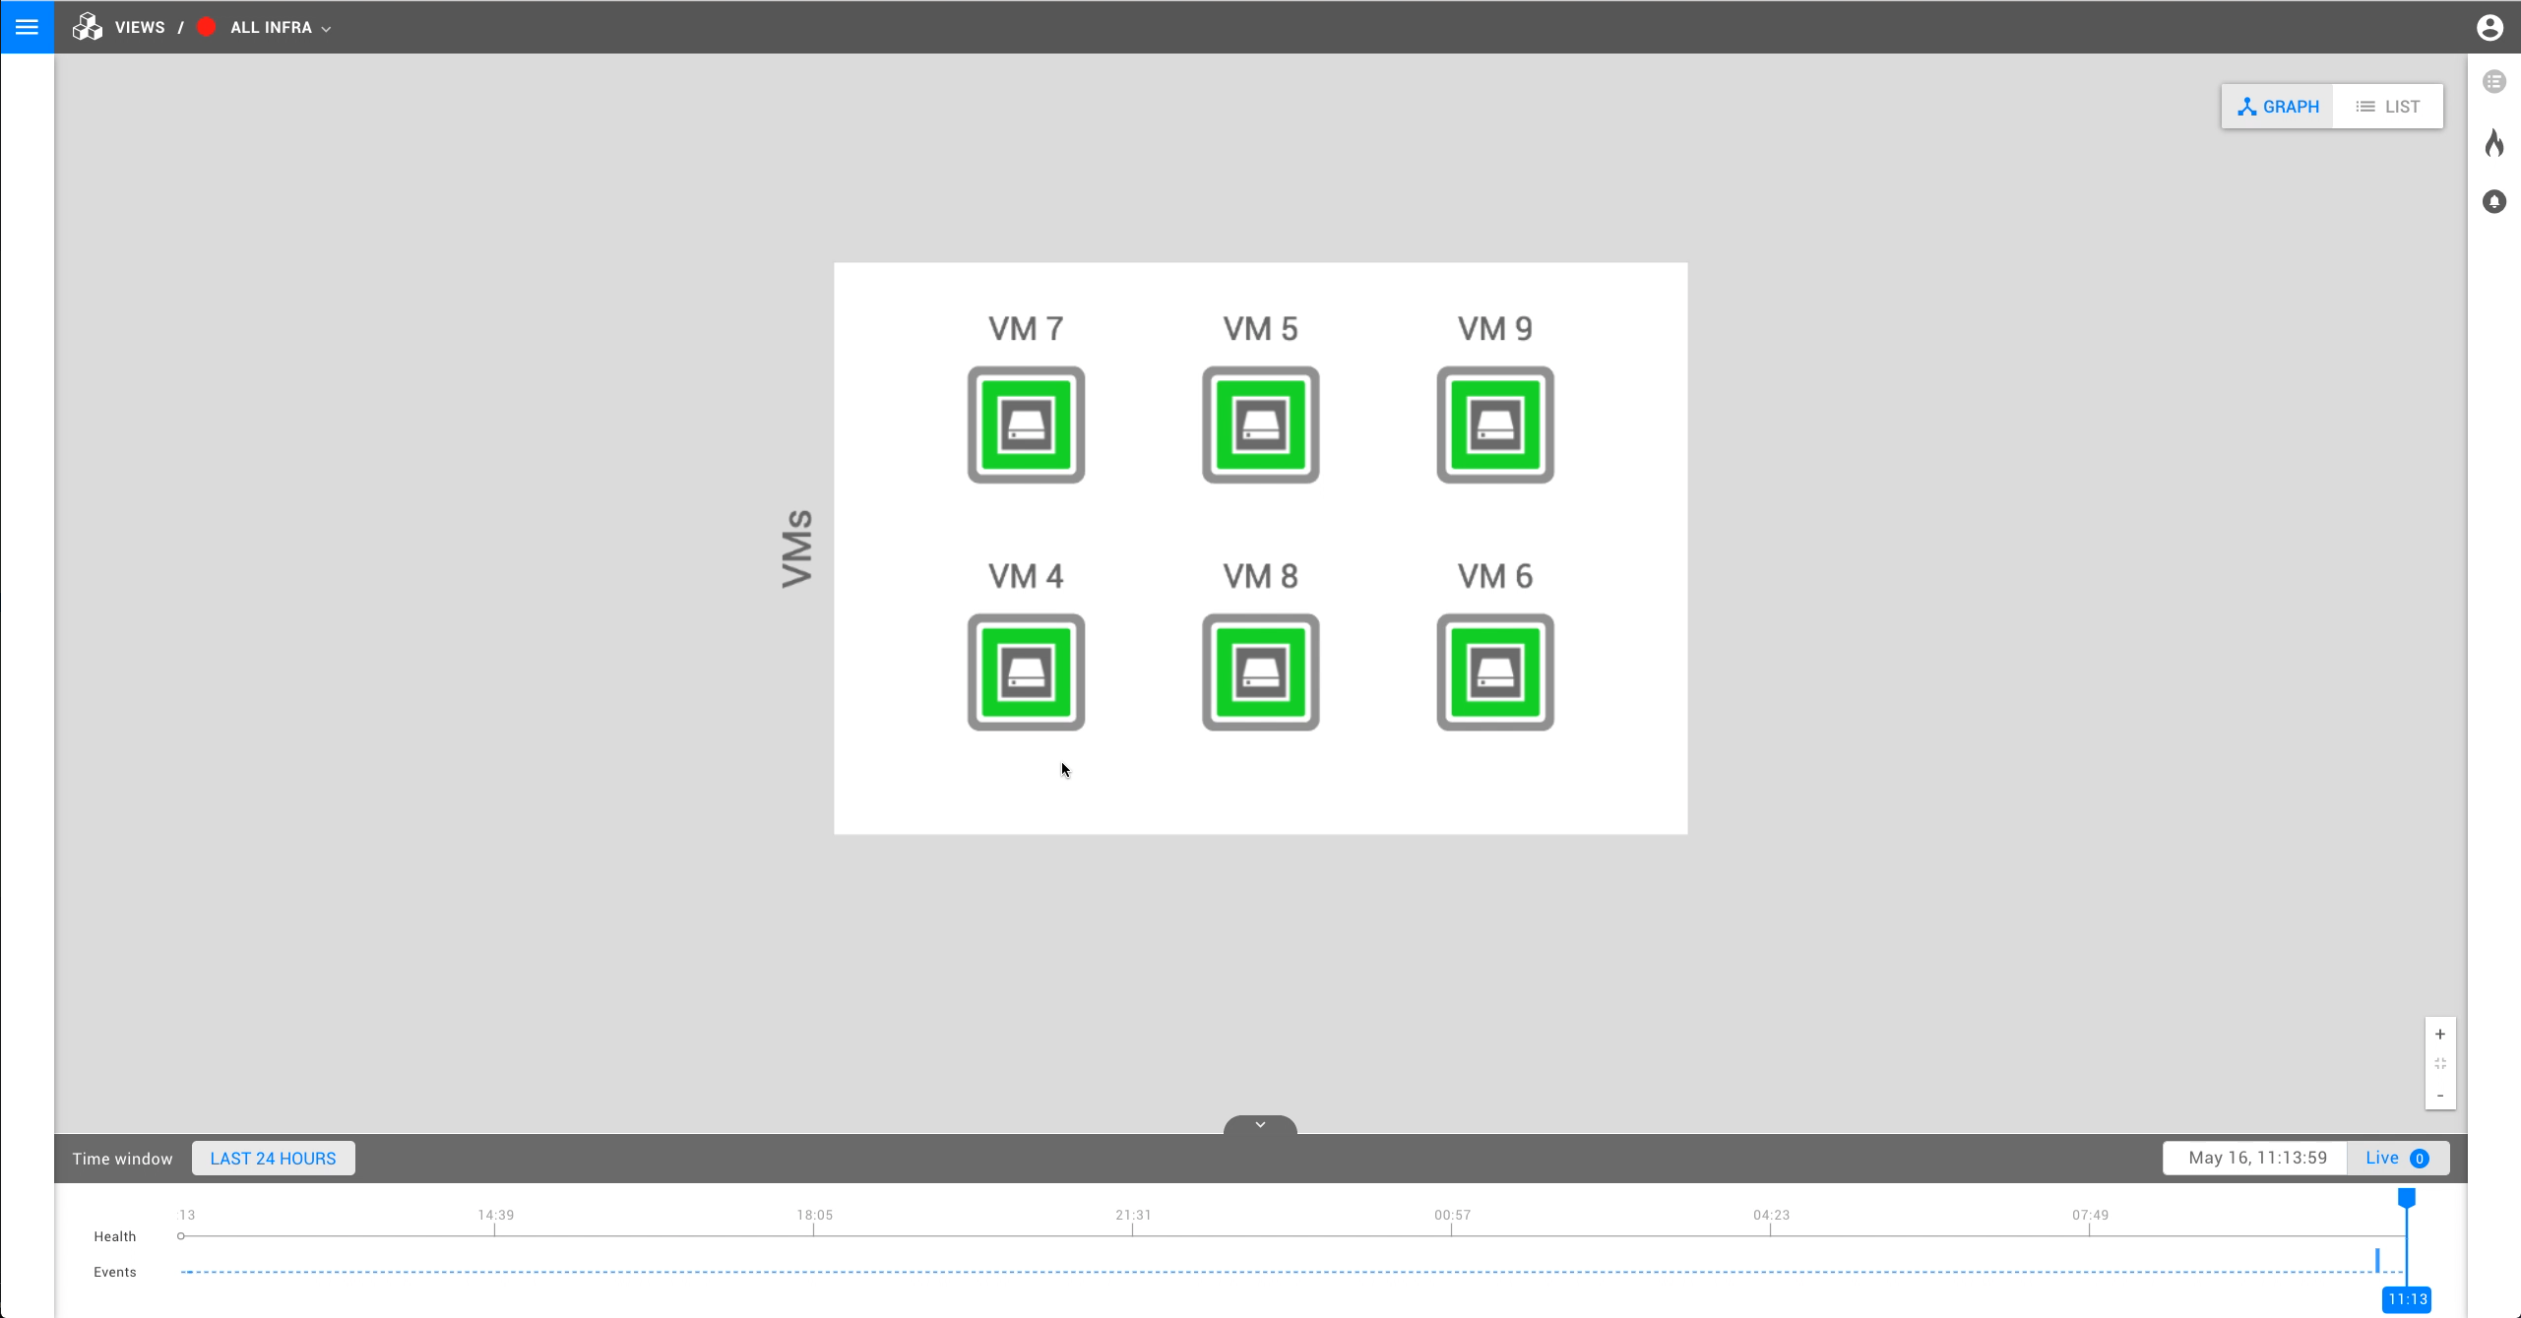 VIEWS / ALL INFRA
GRAPH LIST
VM 7 VM 5 VM 9
VMs
VM 4 VM 8 VM 6
+
-
Time window LAST 24 HOURS May 16, 11:13:59 Live 0
:13 14:39 18:05 21:31 00:57 04:23 07:49
Health
Events
11:13